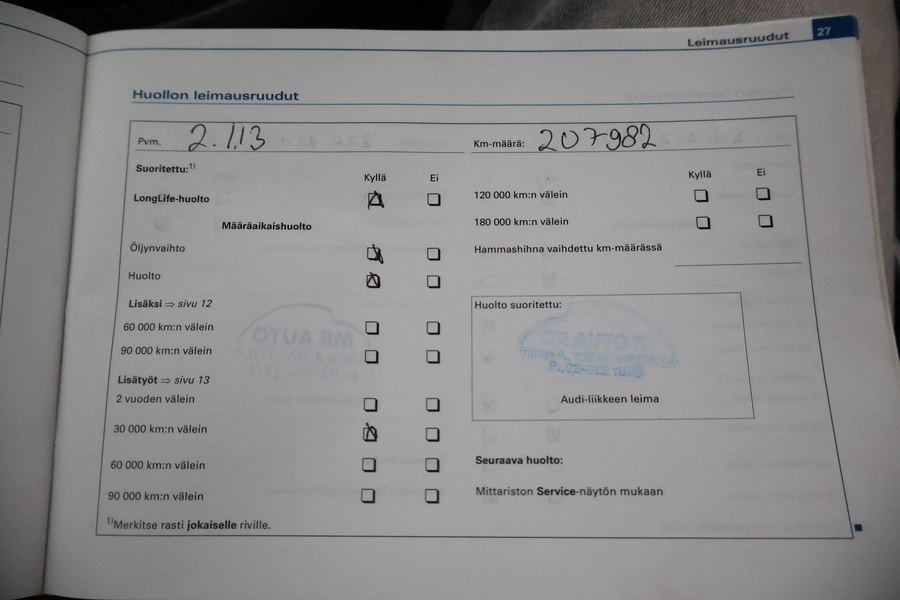 Leimausruudut 27
Huollon leimausruudut
Pvm. 2.1.13
Km-määrä: 207982
Suoritettu:1)
Kyllä Ei
LongLife-huolto
Määräaikaishuolto
Öljynvaihto
Huolto
Lisäksi ⇒ sivu 12
60 000 km:n välein
90 000 km:n välein
Lisätyöt ⇒ sivu 13
2 vuoden välein
30 000 km:n välein
60 000 km:n välein
90 000 km:n välein
1)Merkitse rasti jokaiselle riville.
Kyllä Ei
120 000 km:n välein
180 000 km:n välein
Hammashihna vaihdettu km-määrässä
Huolto suoritettu:
Audi-liikkeen leima
Seuraava huolto:
Mittariston Service-näytön mukaan